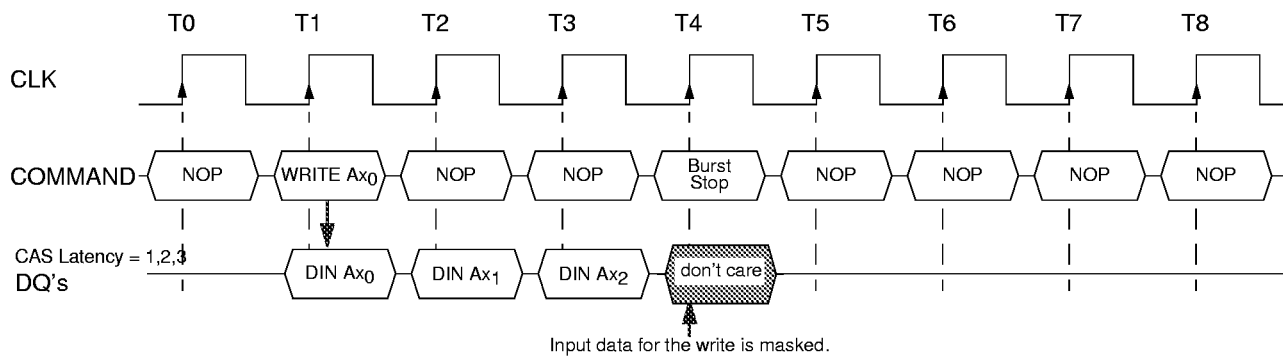 T0 T1 T2 T3 T4 T5 T6 T7 T8
CLK
COMMAND NOP WRITE Ax0 NOP NOP Burst Stop NOP NOP NOP NOP
CAS Latency = 1,2,3
DQ's DIN Ax0 DIN Ax1 DIN Ax2 don't care
Input data for the write is masked.